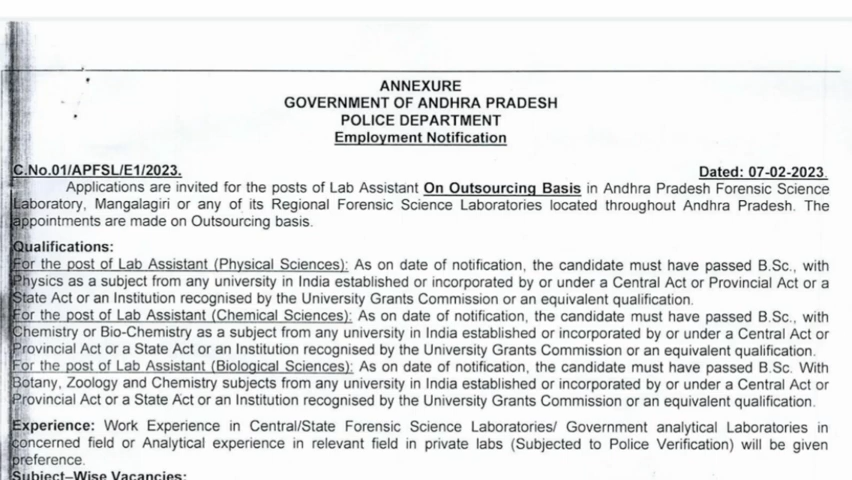 ANNEXURE
GOVERNMENT OF ANDHRA PRADESH
POLICE DEPARTMENT
Employment Notification
C.No.01/APFSL/E1/2023. Dated: 07-02-2023.
Applications are invited for the posts of Lab Assistant On Outsourcing Basis in Andhra Pradesh Forensic Science
Laboratory, Mangalagiri or any of its Regional Forensic Science Laboratories located throughout Andhra Pradesh. The
appointments are made on Outsourcing basis.
Qualifications:
For the post of Lab Assistant (Physical Sciences): As on date of notification, the candidate must have passed B.Sc., with
Physics as a subject from any university in India established or incorporated by or under a Central Act or Provincial Act or a
State Act or an Institution recognised by the University Grants Commission or an equivalent qualification.
For the post of Lab Assistant (Chemical Sciences): As on date of notification, the candidate must have passed B.Sc., with
Chemistry or Bio-Chemistry as a subject from any university in India established or incorporated by or under a Central Act or
Provincial Act or a State Act or an Institution recognised by the University Grants Commission or an equivalent qualification.
For the post of Lab Assistant (Biological Sciences): As on date of notification, the candidate must have passed B.Sc. With
Botany, Zoology and Chemistry subjects from any university in India established or incorporated by or under a Central Act or
Provincial Act or a State Act or an Institution recognised by the University Grants Commission or an equivalent qualification.
Experience: Work Experience in Central/State Forensic Science Laboratories/ Government analytical Laboratories in
concerned field or Analytical experience in relevant field in private labs (Subjected to Police Verification) will be given
preference.
Subject–Wise Vacancies: